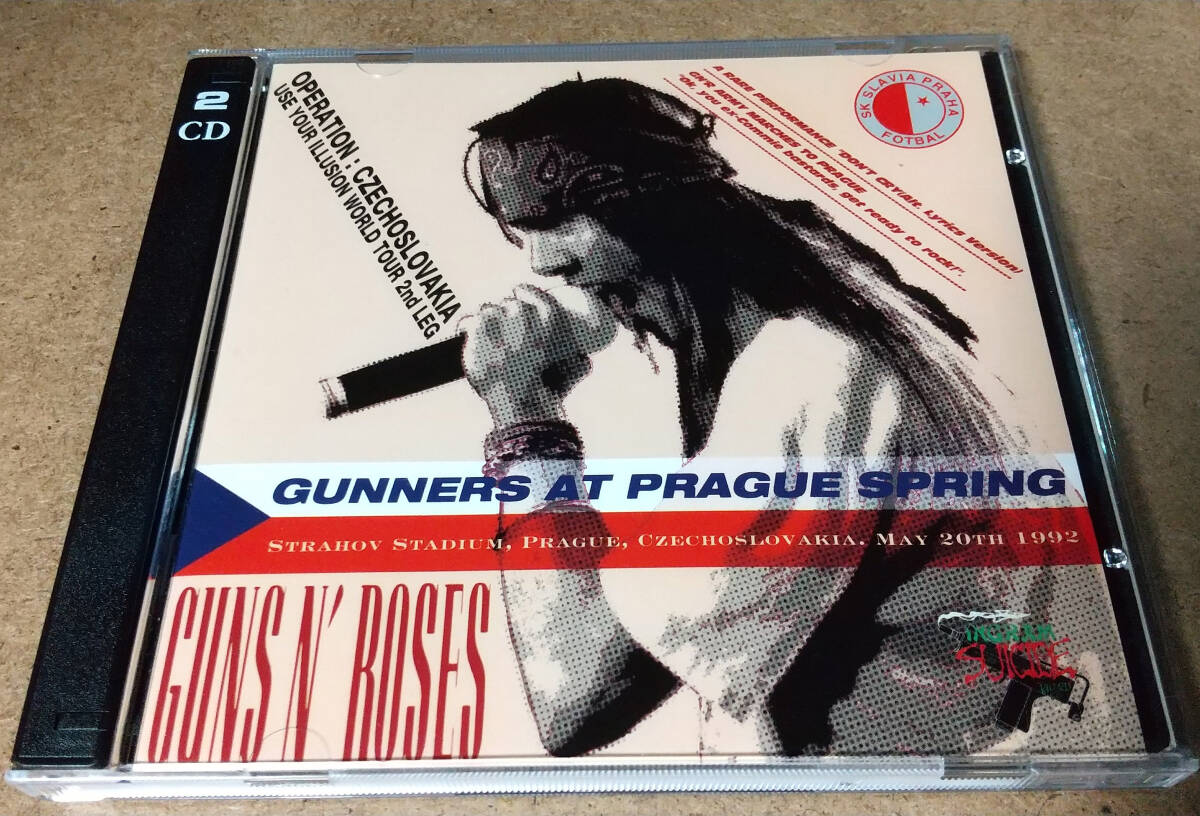 2
CD
OPERATION : CZECHOSLOVAKIA
USE YOUR ILLUSION WORLD TOUR 2nd LEG
A RARE PERFORMANCE "DON'T CRY(Alt. Lyrics Version)
GN'R ARMY MARCHES TO PRAGUE
"Ok, You ex-commie bastards, get ready to rock!"
SK SLAVIA PRAHA
FOTBAL
GUNNERS AT PRAGUE SPRING
STRAHOV STADIUM, PRAGUE, CZECHOSLOVAKIA. MAY 20TH 1992
GUNS N' ROSES
SUICIDE